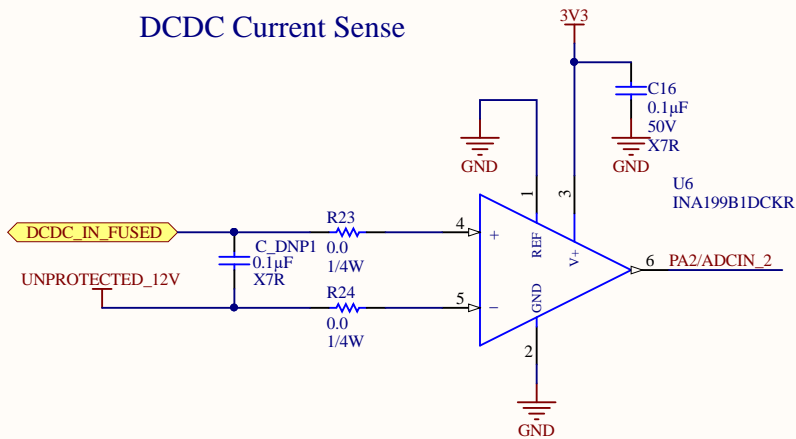 DCDC Current Sense
3V3
C16
0.1µF
50V
X7R
GND
GND
U6
INA199B1DCKR
1
3
DCDC_IN_FUSED
R23
0.0
1/4W
4
+
REF
V+
C_DNP1
0.1µF
X7R
UNPROTECTED_12V
6
PA2/ADCIN_2
R24
0.0
1/4W
5
−
GND
2
GND